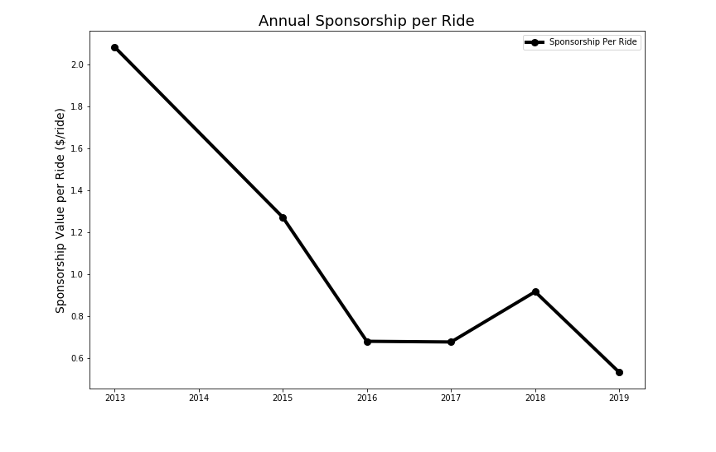 Annual Sponsorship per Ride
Sponsorship Per Ride
Sponsorship Value per Ride ($/ride)
2.0
1.8
1.6
1.4
1.2
1.0
0.8
0.6
2013 2014 2015 2016 2017 2018 2019